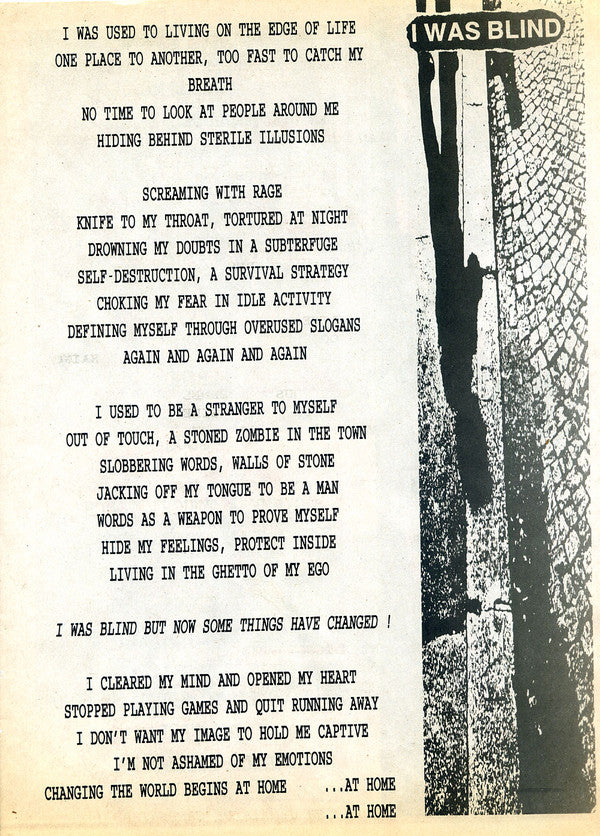 I WAS BLIND
I WAS USED TO LIVING ON THE EDGE OF LIFE
ONE PLACE TO ANOTHER, TOO FAST TO CATCH MY
BREATH
NO TIME TO LOOK AT PEOPLE AROUND ME
HIDING BEHIND STERILE ILLUSIONS
SCREAMING WITH RAGE
KNIFE TO MY THROAT, TORTURED AT NIGHT
DROWNING MY DOUBTS IN A SUBTERFUGE
SELF-DESTRUCTION, A SURVIVAL STRATEGY
CHOKING MY FEAR IN IDLE ACTIVITY
DEFINING MYSELF THROUGH OVERUSED SLOGANS
AGAIN AND AGAIN AND AGAIN
I USED TO BE A STRANGER TO MYSELF
OUT OF TOUCH, A STONED ZOMBIE IN THE TOWN
SLOBBERING WORDS, WALLS OF STONE
JACKING OFF MY TONGUE TO BE A MAN
WORDS AS A WEAPON TO PROVE MYSELF
HIDE MY FEELINGS, PROTECT INSIDE
LIVING IN THE GHETTO OF MY EGO
I WAS BLIND BUT NOW SOME THINGS HAVE CHANGED !
I CLEARED MY MIND AND OPENED MY HEART
STOPPED PLAYING GAMES AND QUIT RUNNING AWAY
I DON'T WANT MY IMAGE TO HOLD ME CAPTIVE
I'M NOT ASHAMED OF MY EMOTIONS
CHANGING THE WORLD BEGINS AT HOME ...AT HOME
...AT HOME